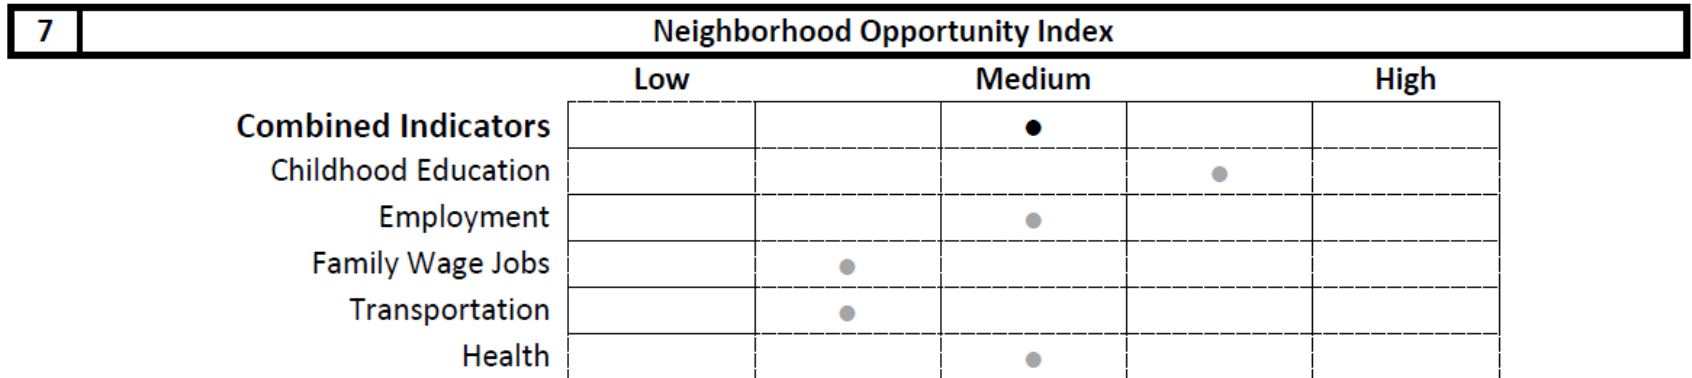 7 Neighborhood Opportunity Index
Low Medium High
Combined Indicators
Childhood Education
Employment
Family Wage Jobs
Transportation
Health